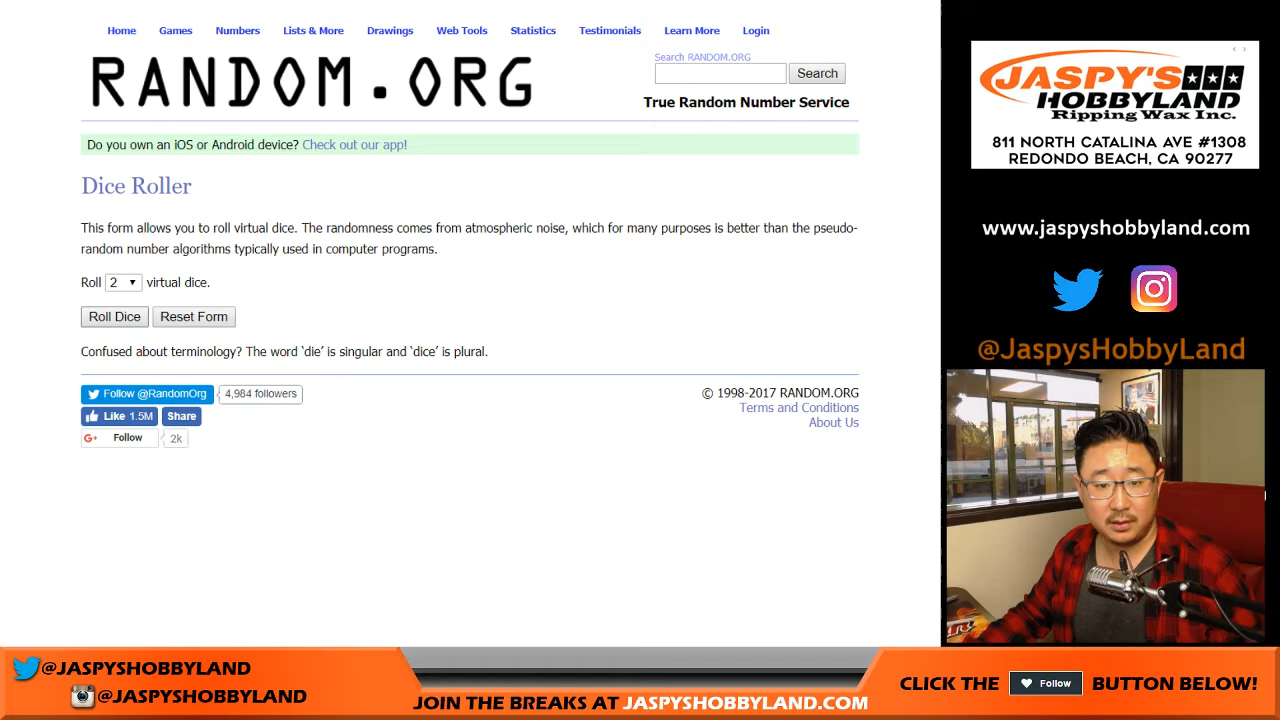 Home Games Numbers Lists & More Drawings Web Tools Statistics Testimonials Learn More Login
RANDOM.ORG
Search RANDOM.ORG
Search
True Random Number Service
Do you own an iOS or Android device? Check out our app!
Dice Roller
This form allows you to roll virtual dice. The randomness comes from atmospheric noise, which for many purposes is better than the pseudo-
random number algorithms typically used in computer programs.
Roll 2 virtual dice.
Roll Dice Reset Form
Confused about terminology? The word ‘die’ is singular and ‘dice’ is plural.
Follow @RandomOrg 4,984 followers
Like 1.5M Share
G+ Follow 2k
© 1998-2017 RANDOM.ORG
Terms and Conditions
About Us
JASPY'S
HOBBYLAND
Ripping Wax Inc.
811 NORTH CATALINA AVE #1308
REDONDO BEACH, CA 90277
www.jaspyshobbyland.com
@JaspysHobbyLand
@JASPYSHOBBYLAND
@JASPYSHOBBYLAND
JOIN THE BREAKS AT JASPYSHOBBYLAND.COM
CLICK THE Follow BUTTON BELOW!